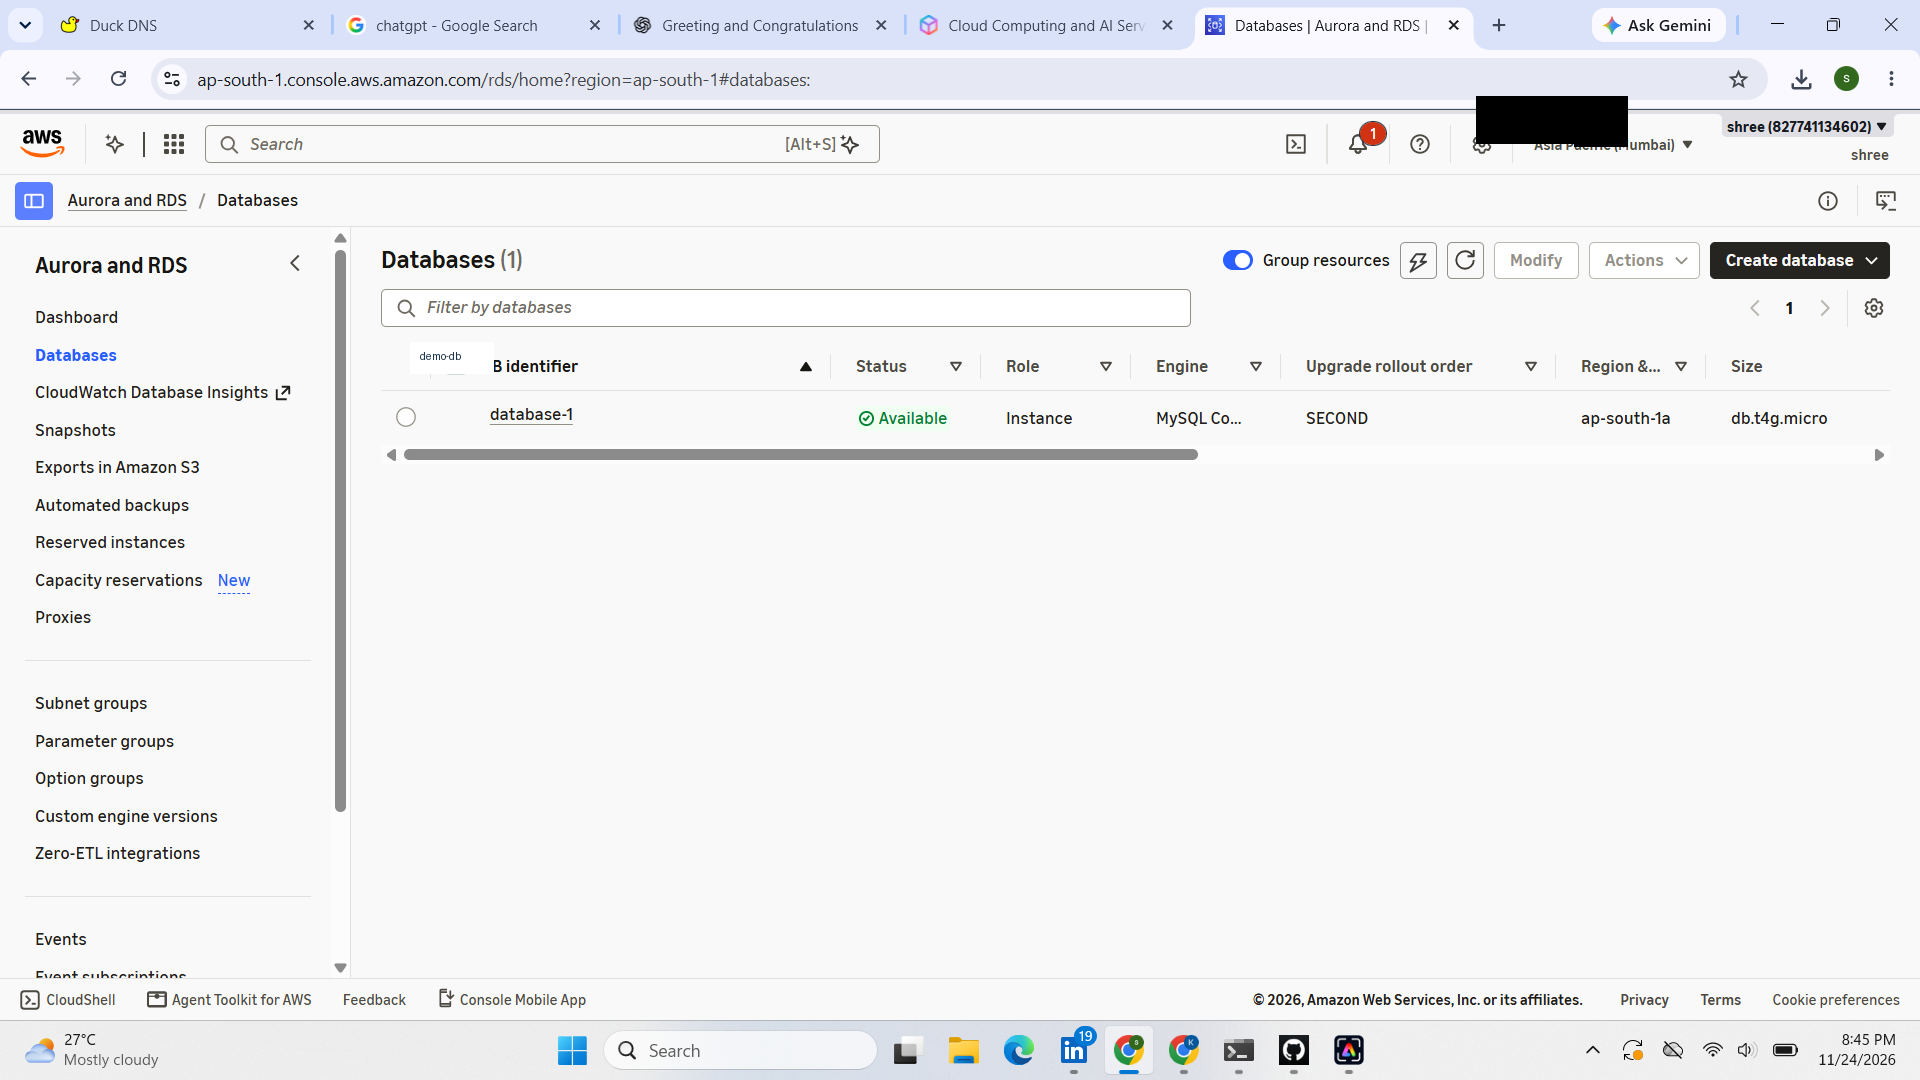 Duck DNS
chatgpt - Google Search
Greeting and Congratulations
Cloud Computing and AI Serv
Databases | Aurora and RDS |
Ask Gemini
ap-south-1.console.aws.amazon.com/rds/home?region=ap-south-1#databases:
S
aws
Search
[Alt+S]
1
shree (827741134602)
shree
Aurora and RDS / Databases
Aurora and RDS
Dashboard
Databases
CloudWatch Database Insights
Snapshots
Exports in Amazon S3
Automated backups
Reserved instances
Capacity reservations New
Proxies
Subnet groups
Parameter groups
Option groups
Custom engine versions
Zero-ETL integrations
Events
Event subscriptions
Databases (1)
Group resources
Modify
Actions
Create database
Filter by databases
1
demo-db
B identifier
Status
Role
Engine
Upgrade rollout order
Region &...
Size
database-1
Available
Instance
MySQL Co...
SECOND
ap-south-1a
db.t4g.micro
CloudShell
Agent Toolkit for AWS
Feedback
Console Mobile App
© 2026, Amazon Web Services, Inc. or its affiliates.
Privacy
Terms
Cookie preferences
27°C
Mostly cloudy
Search
19
8:45 PM
11/24/2026